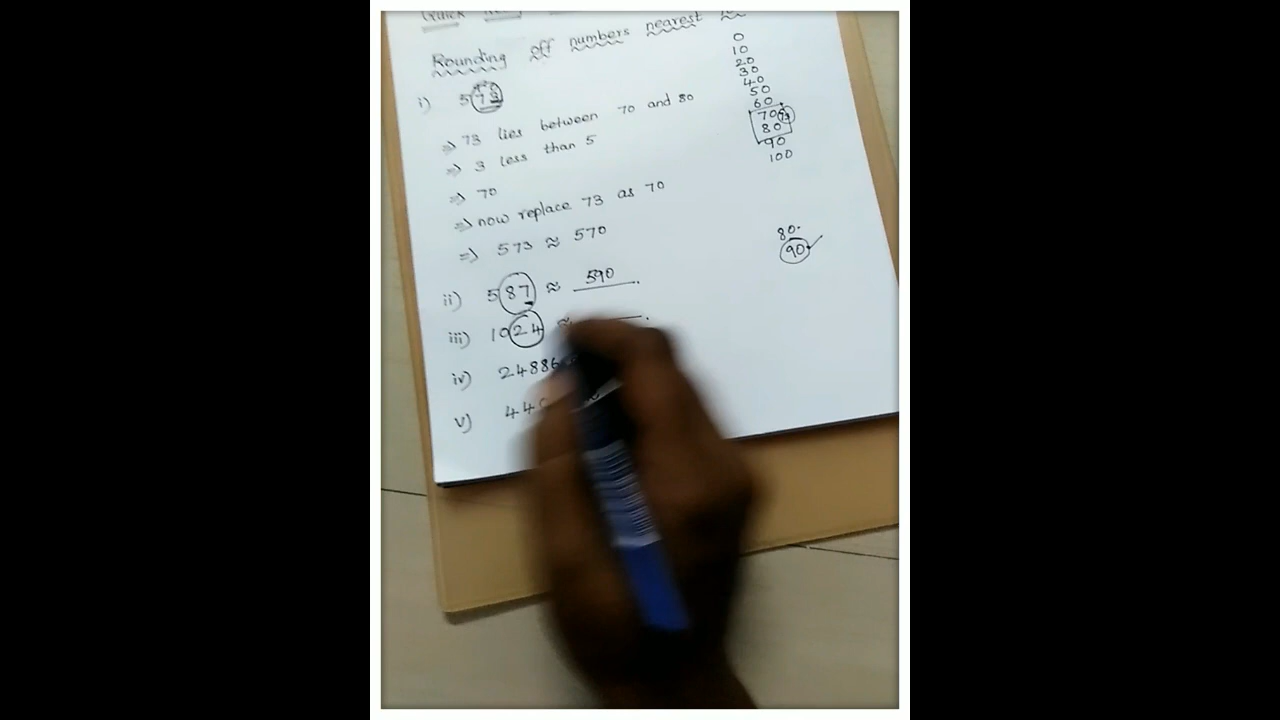 Quick
Rounding off numbers nearest
i) 573
⇒ 73 lies between 70 and 80
⇒ 3 less than 5
⇒ 70
⇒ now replace 73 as 70
⇒ 573 ≈ 570
ii) 587 ≈ 590.
iii) 1024 ≈ .
iv) 24886
v) 44
0
10
20
30
40
50
60
70
80
90
100
80.
90